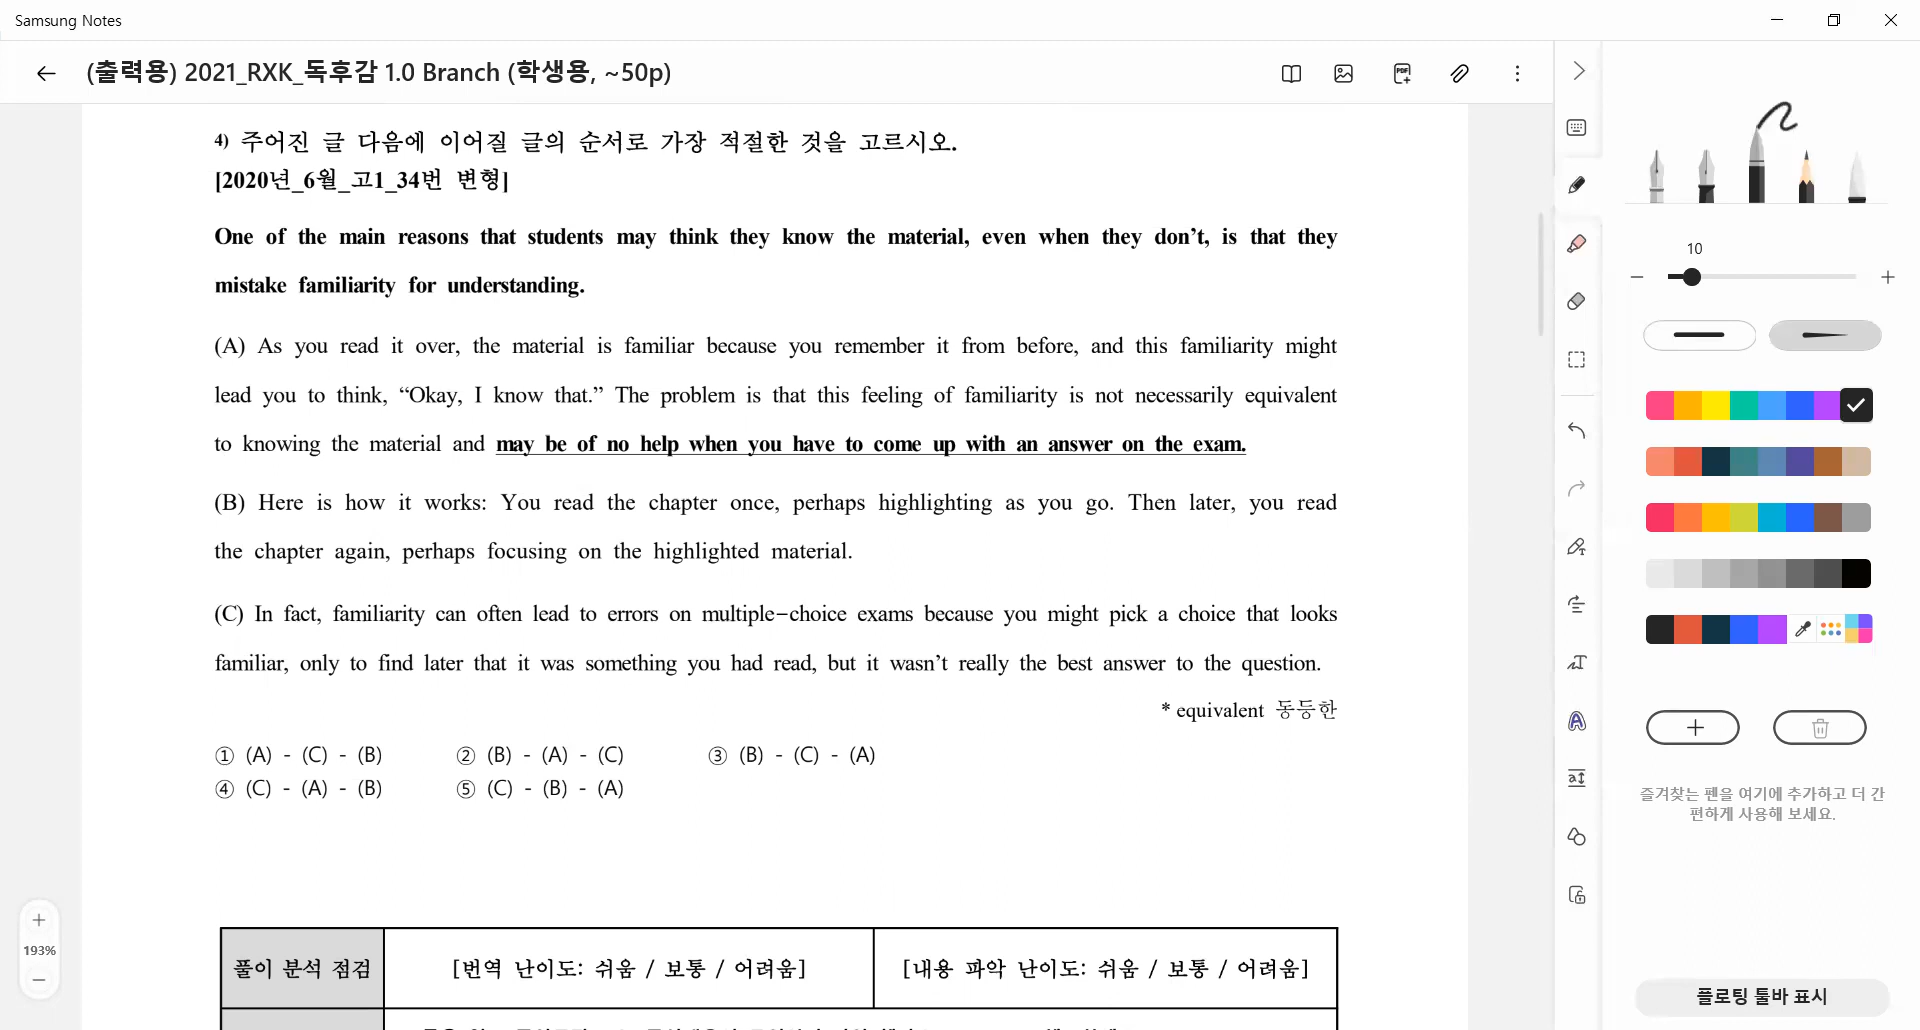 Samsung Notes
(출력용) 2021_RXK_독후감 1.0 Branch (학생용, ~50p)
4) 주어진 글 다음에 이어질 글의 순서로 가장 적절한 것을 고르시오.
[2020년_6월_고1_34번 변형]
One of the main reasons that students may think they know the material, even when they don’t, is that they
mistake familiarity for understanding.
(A) As you read it over, the material is familiar because you remember it from before, and this familiarity might
lead you to think, “Okay, I know that.” The problem is that this feeling of familiarity is not necessarily equivalent
to knowing the material and may be of no help when you have to come up with an answer on the exam.
(B) Here is how it works: You read the chapter once, perhaps highlighting as you go. Then later, you read
the chapter again, perhaps focusing on the highlighted material.
(C) In fact, familiarity can often lead to errors on multiple-choice exams because you might pick a choice that looks
familiar, only to find later that it was something you had read, but it wasn’t really the best answer to the question.
* equivalent 동등한
① (A) - (C) - (B) ② (B) - (A) - (C) ③ (B) - (C) - (A)
④ (C) - (A) - (B) ⑤ (C) - (B) - (A)
풀이 분석 점검 [번역 난이도: 쉬움 / 보통 / 어려움] [내용 파악 난이도: 쉬움 / 보통 / 어려움]
193%
10
즐겨찾는 펜을 여기에 추가하고 더 간
편하게 사용해 보세요.
플로팅 툴바 표시